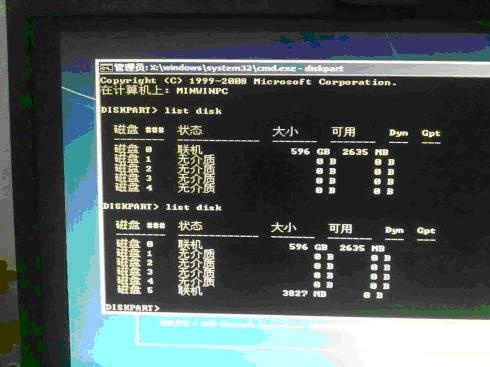 管理员: X:\windows\system32\cmd.exe - diskpart
Copyright (C) 1999-2008 Microsoft Corporation.
在计算机上: MINWINPC
DISKPART> list disk
磁盘 ### 状态 大小 可用 Dyn Gpt
磁盘 0 联机 596 GB 2635 MB
磁盘 1 无介质 0 B 0 B
磁盘 2 无介质 0 B 0 B
磁盘 3 无介质 0 B 0 B
磁盘 4 无介质 0 B 0 B
DISKPART> list disk
磁盘 ### 状态 大小 可用 Dyn Gpt
磁盘 0 联机 596 GB 2635 MB
磁盘 1 无介质 0 B 0 B
磁盘 2 无介质 0 B 0 B
磁盘 3 无介质 0 B 0 B
磁盘 4 无介质 0 B 0 B
磁盘 5 联机 3827 MB 0 B
DISKPART>
Microsoft